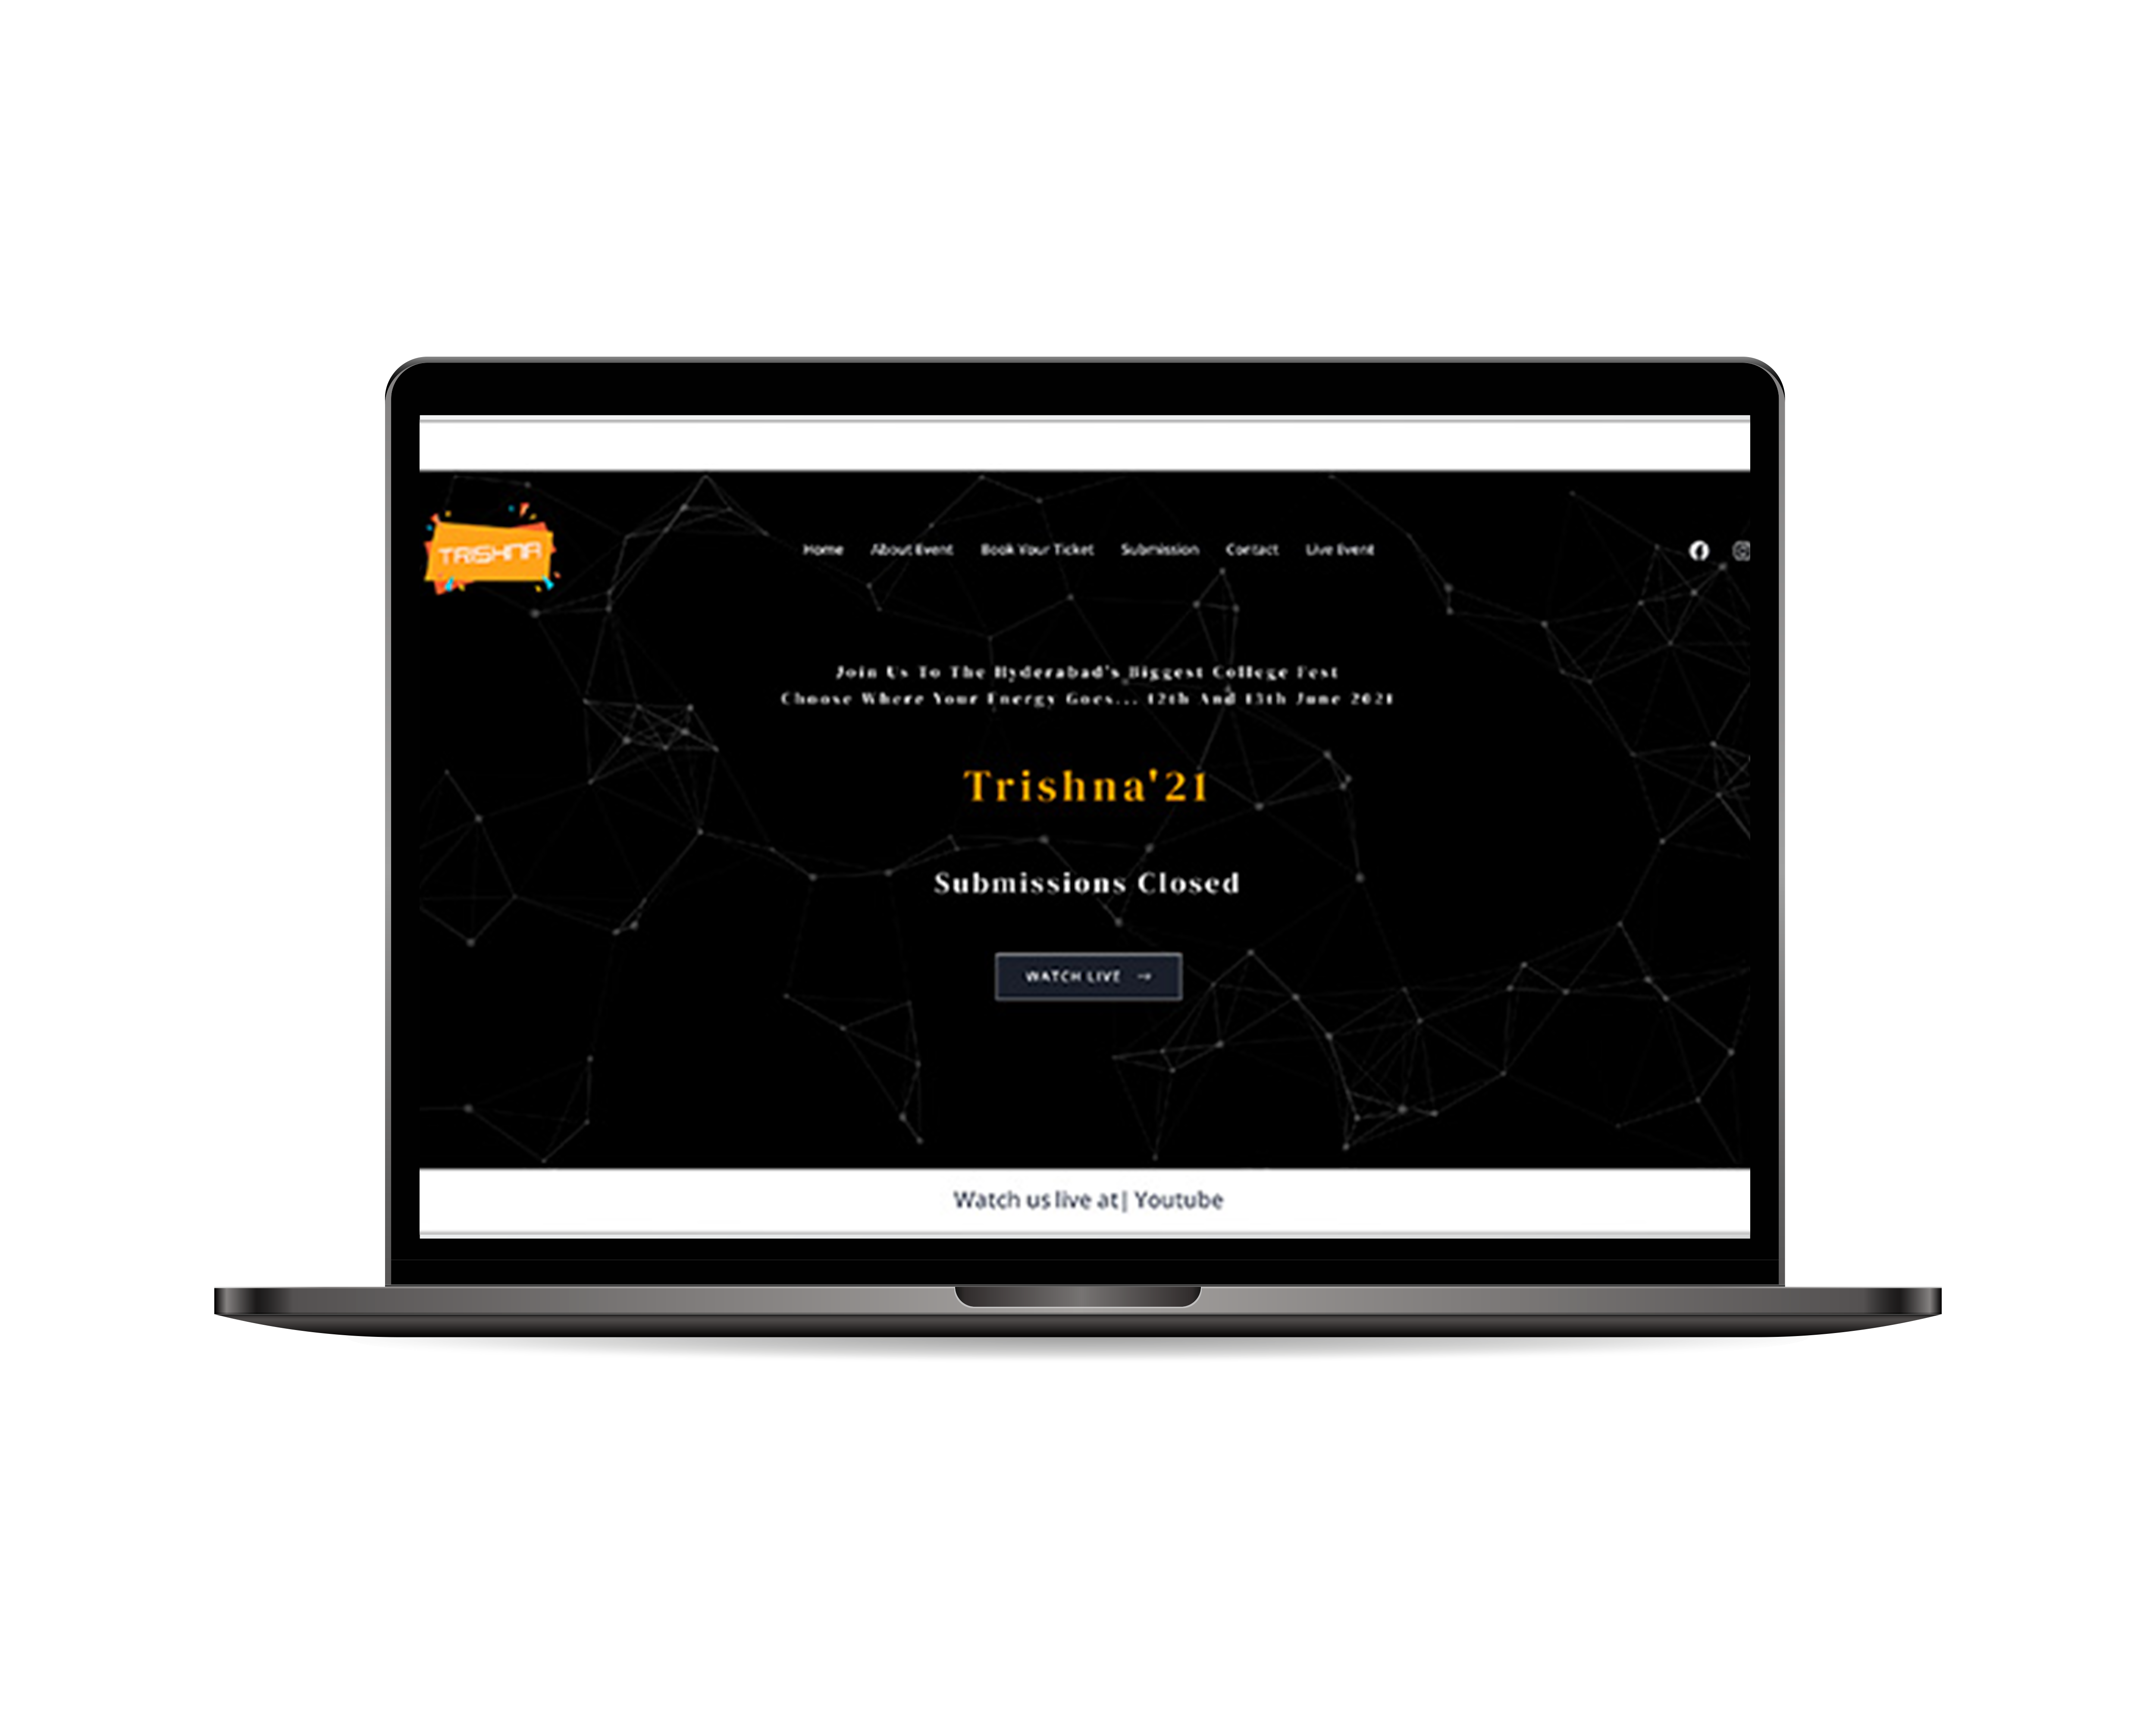 TRISHNA
Home About Event Book Your Ticket Submission Contact Live Event
Join Us To The Hyderabad's Biggest College Fest
Choose Where Your Energy Goes... 12th And 13th June 2021
Trishna'21
Submissions Closed
WATCH LIVE →
Watch us live at| Youtube